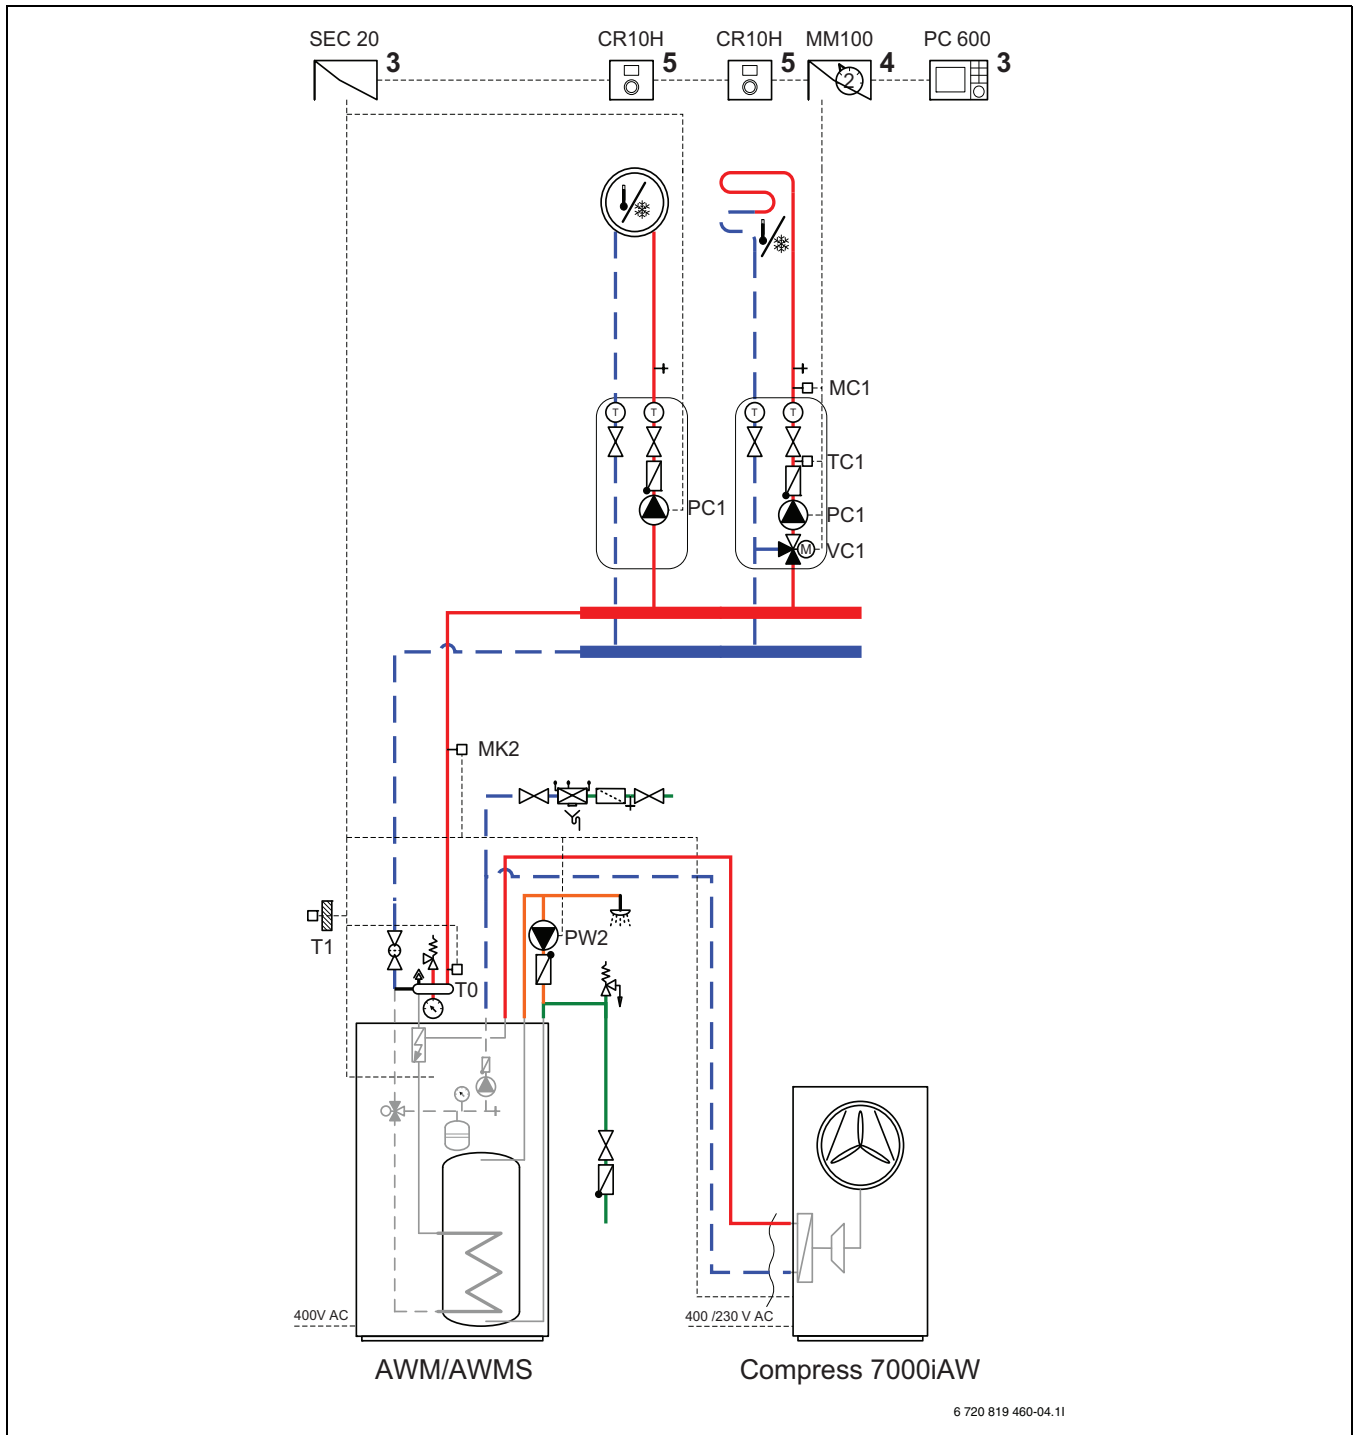 SEC 20
3
CR10H
5
CR10H
5
MM100
4
2
PC 600
3
MC1
T
T
T
T
TC1
PC1
PC1
M
VC1
MK2
T1
PW2
T0
400V AC
400 /230 V AC
AWM/AWMS
Compress 7000iAW
6 720 819 460-04.1I